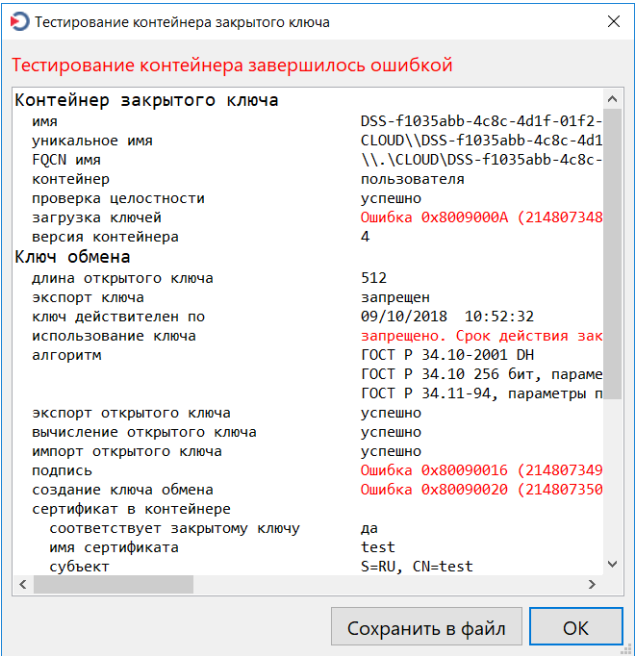 Тестирование контейнера закрытого ключа
Тестирование контейнера завершилось ошибкой
Контейнер закрытого ключа
имя DSS-f1035abb-4c8c-4d1f-01f2-
уникальное имя CLOUD\\DSS-f1035abb-4c8c-4d1
FQCN имя \\.\CLOUD\DSS-f1035abb-4c8c-
контейнер пользователя
проверка целостности успешно
загрузка ключей Ошибка 0x8009000A (214807348
версия контейнера 4
Ключ обмена
длина открытого ключа 512
экспорт ключа запрещен
ключ действителен по 09/10/2018 10:52:32
использование ключа запрещено. Срок действия зак
алгоритм ГОСТ Р 34.10-2001 DH
ГОСТ Р 34.10 256 бит, параме
ГОСТ Р 34.11-94, параметры п
экспорт открытого ключа успешно
вычисление открытого ключа успешно
импорт открытого ключа успешно
подпись Ошибка 0x80090016 (214807349
создание ключа обмена Ошибка 0x80090020 (214807350
сертификат в контейнере
соответствует закрытому ключу да
имя сертификата test
субъект S=RU, CN=test
Сохранить в файл OK